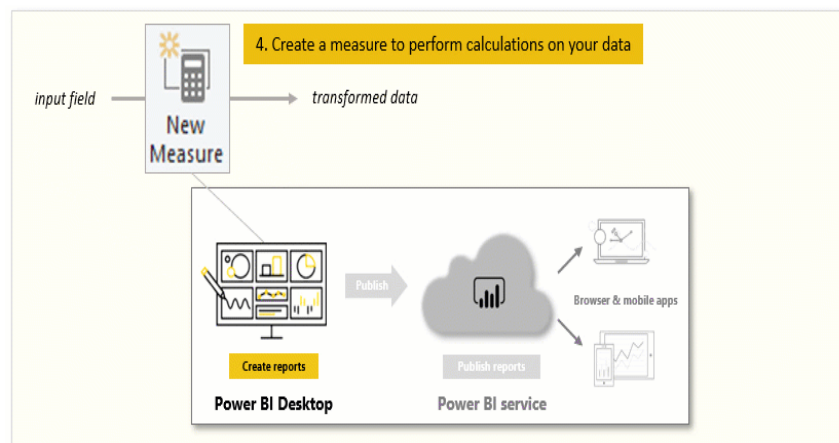 4. Create a measure to perform calculations on your data
input field
transformed data
New
Measure
Publish
Browser & mobile apps
Create reports
Publish reports
Power BI Desktop
Power BI service